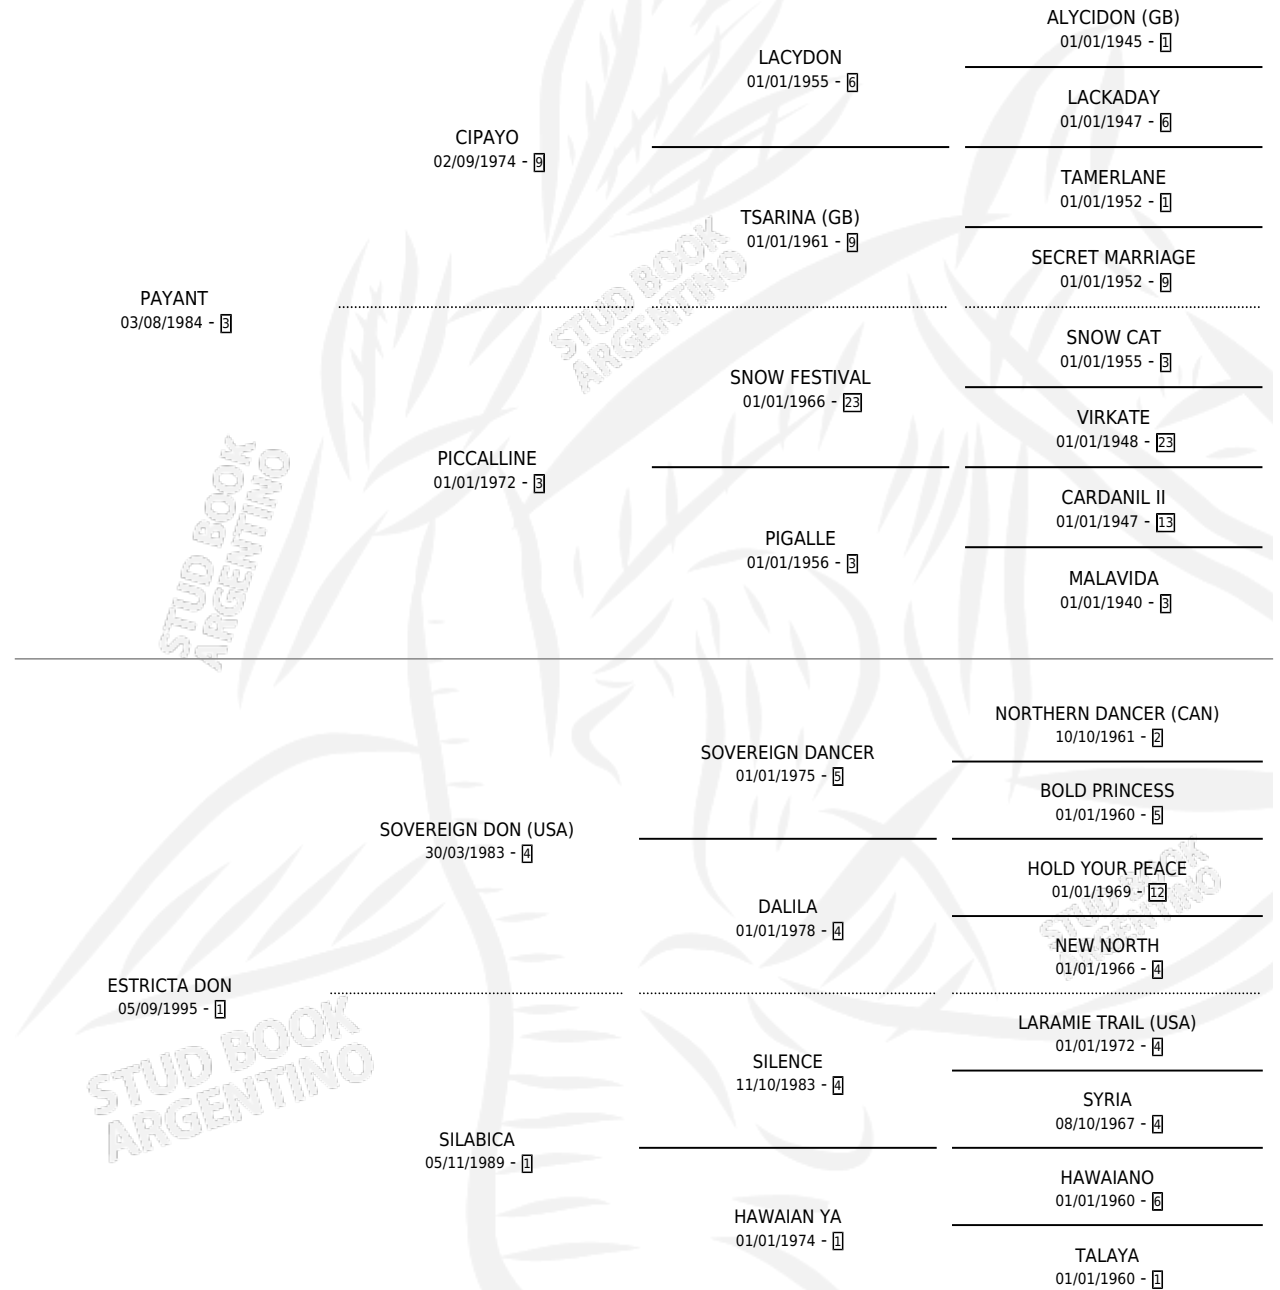 ALYCIDON (GB)
01/01/1945 - 1
LACYDON
01/01/1955 - 6
LACKADAY
01/01/1947 - 6
CIPAYO
02/09/1974 - 9
TAMERLANE
01/01/1952 - 1
TSARINA (GB)
01/01/1961 - 9
SECRET MARRIAGE
01/01/1952 - 9
PAYANT
03/08/1984 - 3
SNOW CAT
01/01/1955 - 3
SNOW FESTIVAL
01/01/1966 - 23
VIRKATE
01/01/1948 - 23
PICCALLINE
01/01/1972 - 3
CARDANIL II
01/01/1947 - 13
PIGALLE
01/01/1956 - 3
MALAVIDA
01/01/1940 - 3
NORTHERN DANCER (CAN)
10/10/1961 - 2
SOVEREIGN DANCER
01/01/1975 - 5
BOLD PRINCESS
01/01/1960 - 5
SOVEREIGN DON (USA)
30/03/1983 - 4
HOLD YOUR PEACE
01/01/1969 - 12
DALILA
01/01/1978 - 4
NEW NORTH
01/01/1966 - 4
ESTRICTA DON
05/09/1995 - 1
LARAMIE TRAIL (USA)
01/01/1972 - 4
SILENCE
11/10/1983 - 4
SYRIA
08/10/1967 - 4
SILABICA
05/11/1989 - 1
HAWAIANO
01/01/1960 - 6
HAWAIAN YA
01/01/1974 - 1
TALAYA
01/01/1960 - 1
STUD BOOK
ARGENTINO
STUD BOOK
ARGENTINO
STUD BOOK
ARGENTINO
STUD BOOK
ARGENTINO